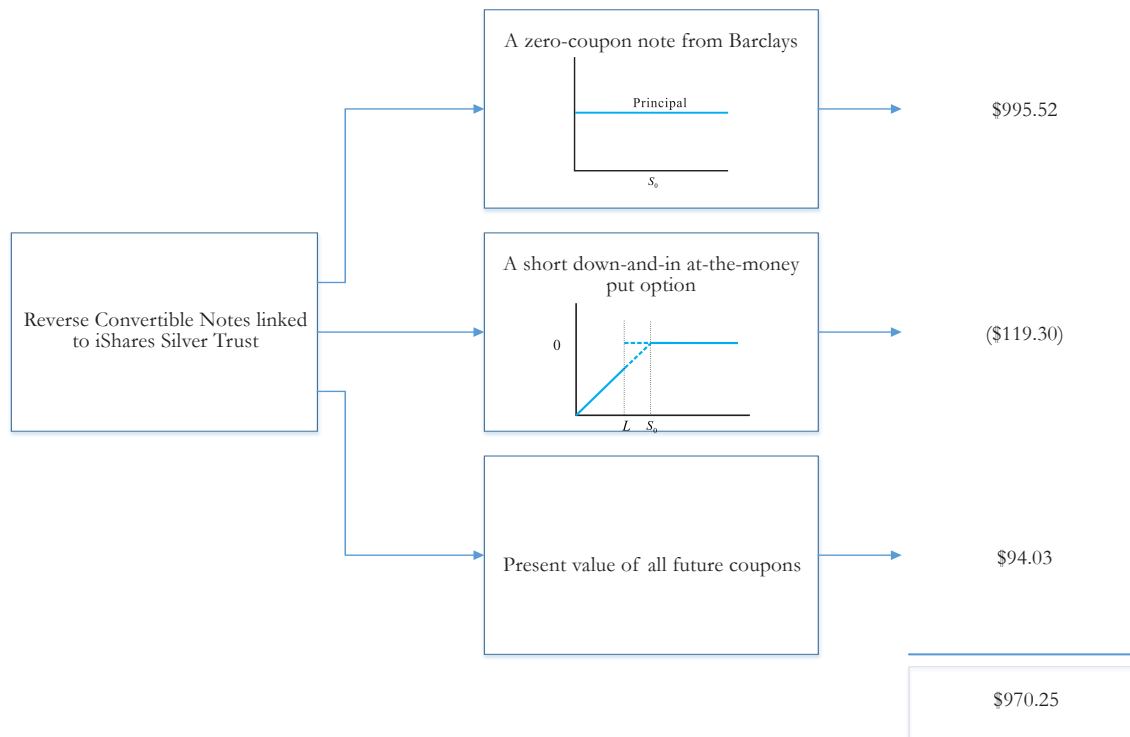 A zero-coupon note from Barclays
Principal
S₀
$995.52
Reverse Convertible Notes linked
to iShares Silver Trust
A short down-and-in at-the-money
put option
0
L S₀
($119.30)
Present value of all future coupons
$94.03
$970.25